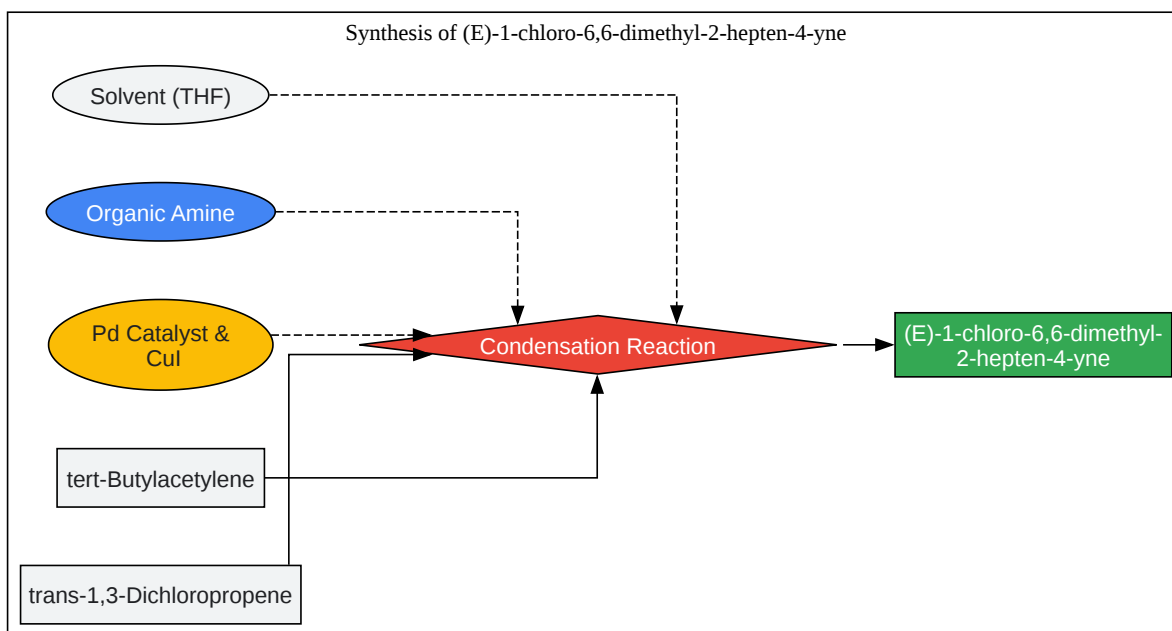 Synthesis of (E)-1-chloro-6,6-dimethyl-2-hepten-4-yne
Solvent (THF)
Organic Amine
Pd Catalyst &
CuI
Condensation Reaction
(E)-1-chloro-6,6-dimethyl-
2-hepten-4-yne
tert-Butylacetylene
trans-1,3-Dichloropropene